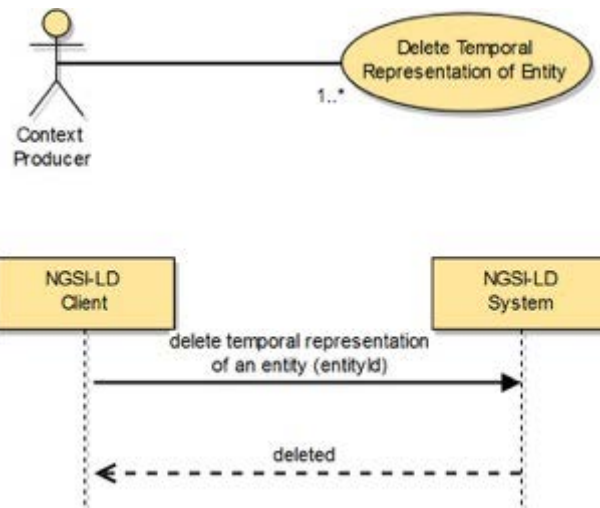 Delete Temporal
Representation of Entity
1..*
Context
Producer
NGSI-LD
Client
NGSI-LD
System
delete temporal representation
of an entity (entityId)
deleted